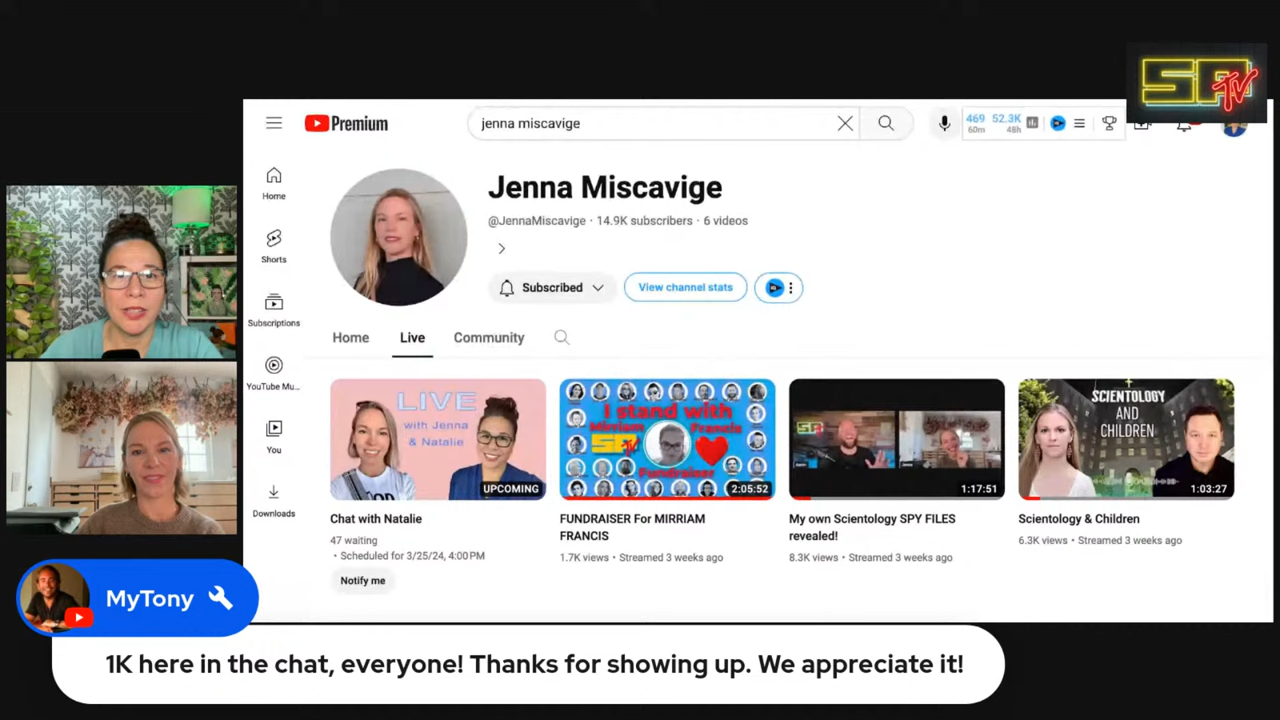 SPTV
Premium
jenna miscavige
469 52.3K
60m 48h
Home
Shorts
Subscriptions
YouTube Mu...
You
Downloads
Jenna Miscavige
@JennaMiscavige · 14.9K subscribers · 6 videos
Subscribed
View channel stats
Home Live Community
LIVE
with Jenna
& Natalie
UPCOMING
Chat with Natalie
47 waiting
• Scheduled for 3/25/24, 4:00 PM
Notify me
I stand with
Mirriam Francis
Fundraiser
2:05:52
FUNDRAISER For MIRRIAM
FRANCIS
1.7K views • Streamed 3 weeks ago
1:17:51
My own Scientology SPY FILES
revealed!
8.3K views • Streamed 3 weeks ago
SCIENTOLOGY
AND
CHILDREN
1:03:27
Scientology & Children
6.3K views • Streamed 3 weeks ago
MyTony
1K here in the chat, everyone! Thanks for showing up. We appreciate it!